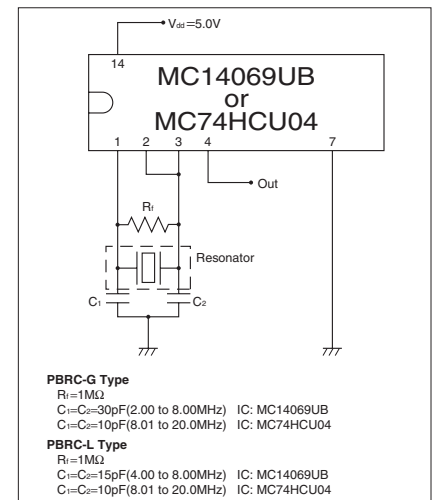 Vdd=5.0V
14
MC14069UB
or
MC74HCU04
1 2 3 4 7
Out
Rf
Resonator
C1 C2
PBRC-G Type
Rf=1MΩ
C1=C2=30pF(2.00 to 8.00MHz) IC: MC14069UB
C1=C2=10pF(8.01 to 20.0MHz) IC: MC74HCU04
PBRC-L Type
Rf=1MΩ
C1=C2=15pF(4.00 to 8.00MHz) IC: MC14069UB
C1=C2=10pF(8.01 to 20.0MHz) IC: MC74HCU04